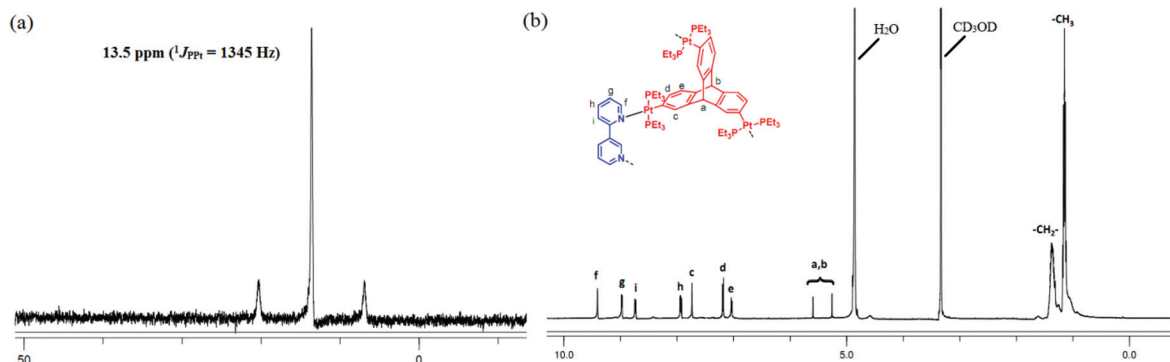 (a)
13.5 ppm (¹JPPt = 1345 Hz)
50
0
(b)
H₂O
CD₃OD
-CH₃
-CH₂-
PEt₃
Et₃P-Pt
Et₃P
d
e
b
g
h
f
i
PEt₃
Pt
PEt₃
N
c
a
Et₃P-Pt-PEt₃
N
f
g
i
h
c
d
e
a,b
10.0
5.0
0.0